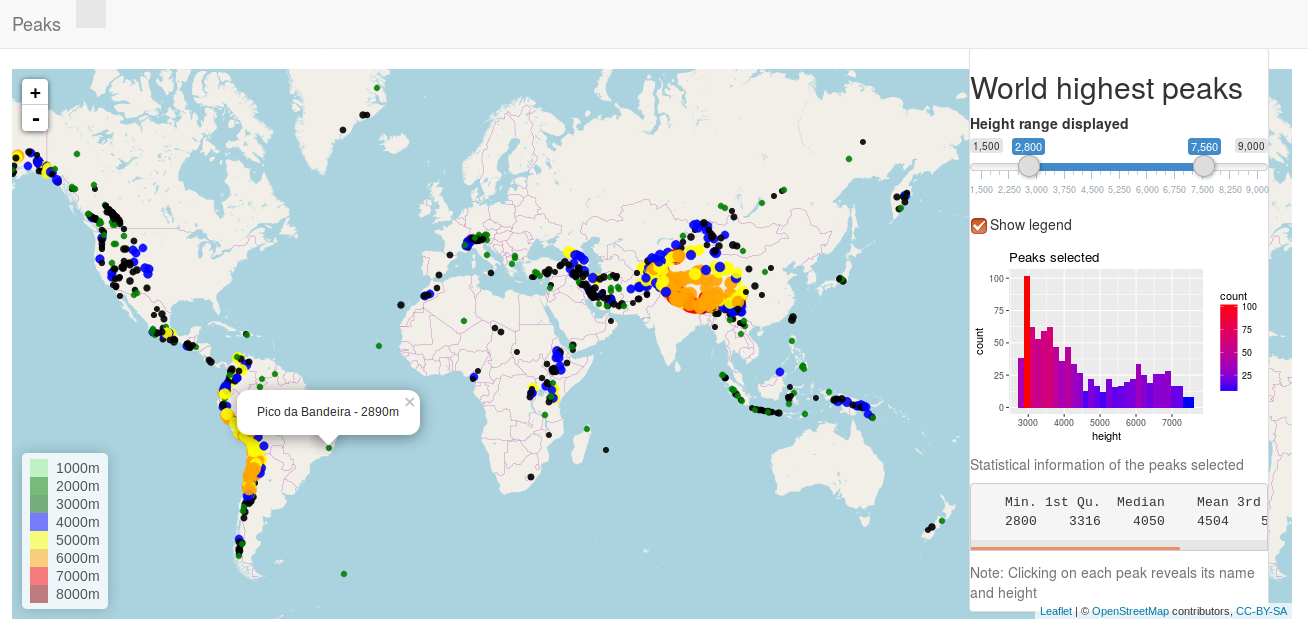 Peaks
+
-
World highest peaks
Height range displayed
1,500 2,800 7,560 9,000
1,500 2,250 3,000 3,750 4,500 5,250 6,000 6,750 7,500 8,250 9,000
Show legend
Peaks selected
100
75
50
25
0
count
3000 4000 5000 6000 7000
height
count
100
75
50
25
Pico da Bandeira - 2890m ×
1000m
2000m
3000m
4000m
5000m
6000m
7000m
8000m
Statistical information of the peaks selected
Min. 1st Qu. Median Mean 3rd
2800 3316 4050 4504 5
Note: Clicking on each peak reveals its name
and height
Leaflet | © OpenStreetMap contributors, CC-BY-SA